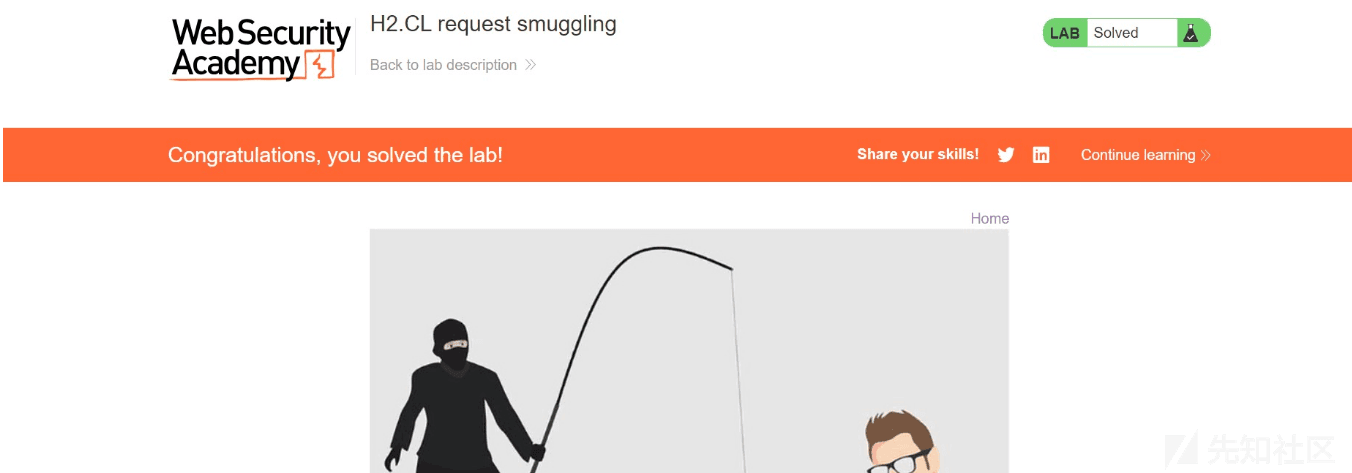 Web Security
Academy
H2.CL request smuggling
Back to lab description
LAB Solved
Congratulations, you solved the lab!
Share your skills!
in
Continue learning
Home
先知社区